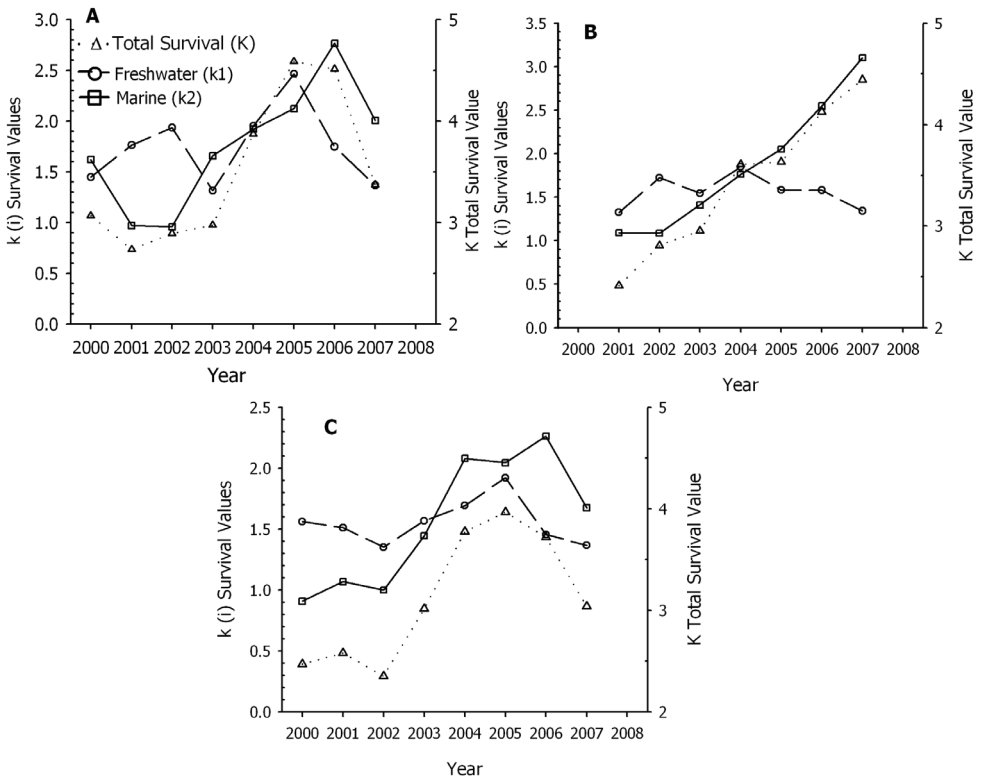 A
3.0
2.5
2.0
1.5
1.0
0.5
0.0
k (i) Survival Values
Total Survival (K)
Freshwater (k1)
Marine (k2)
5
4
3
2
K Total Survival Value
2000 2001 2002 2003 2004 2005 2006 2007 2008
Year
B
3.5
3.0
2.5
2.0
1.5
1.0
0.5
0.0
k (i) Survival Values
5
4
3
2
K Total Survival Value
2000 2001 2002 2003 2004 2005 2006 2007 2008
Year
C
2.5
2.0
1.5
1.0
0.5
0.0
k (i) Survival Values
5
4
3
2
K Total Survival Value
2000 2001 2002 2003 2004 2005 2006 2007 2008
Year